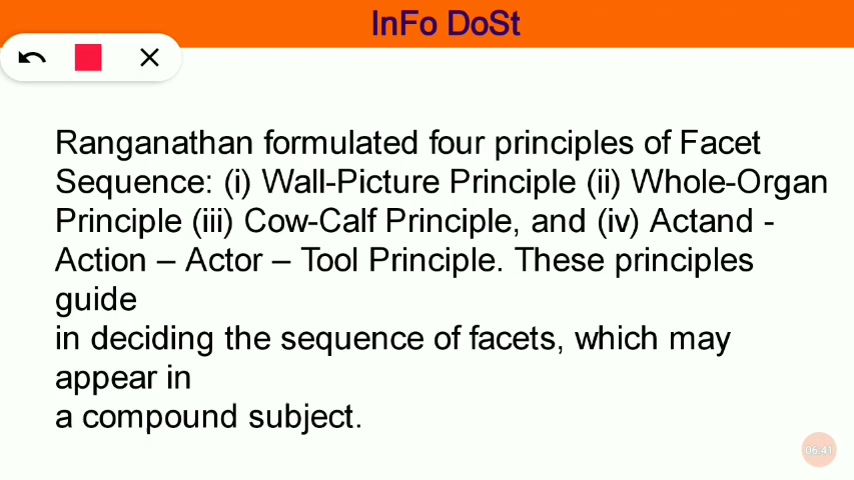 InFo DoSt
Ranganathan formulated four principles of Facet
Sequence: (i) Wall-Picture Principle (ii) Whole-Organ
Principle (iii) Cow-Calf Principle, and (iv) Actand -
Action – Actor – Tool Principle. These principles
guide
in deciding the sequence of facets, which may
appear in
a compound subject.
06:41